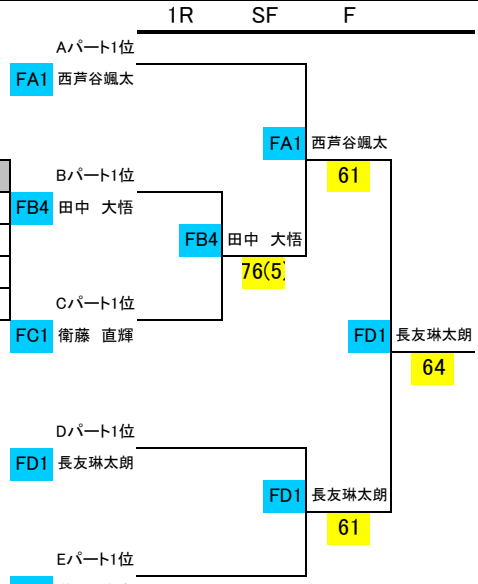 1R SF F
Aパート1位
FA1 西芦谷颯太
FA1 西芦谷颯太
61
Bパート1位
FB4 田中 大悟
FB4 田中 大悟
76(5)
Cパート1位
FC1 衛藤 直輝
FD1 長友琳太朗
64
Dパート1位
FD1 長友琳太朗
FD1 長友琳太朗
61
Eパート1位